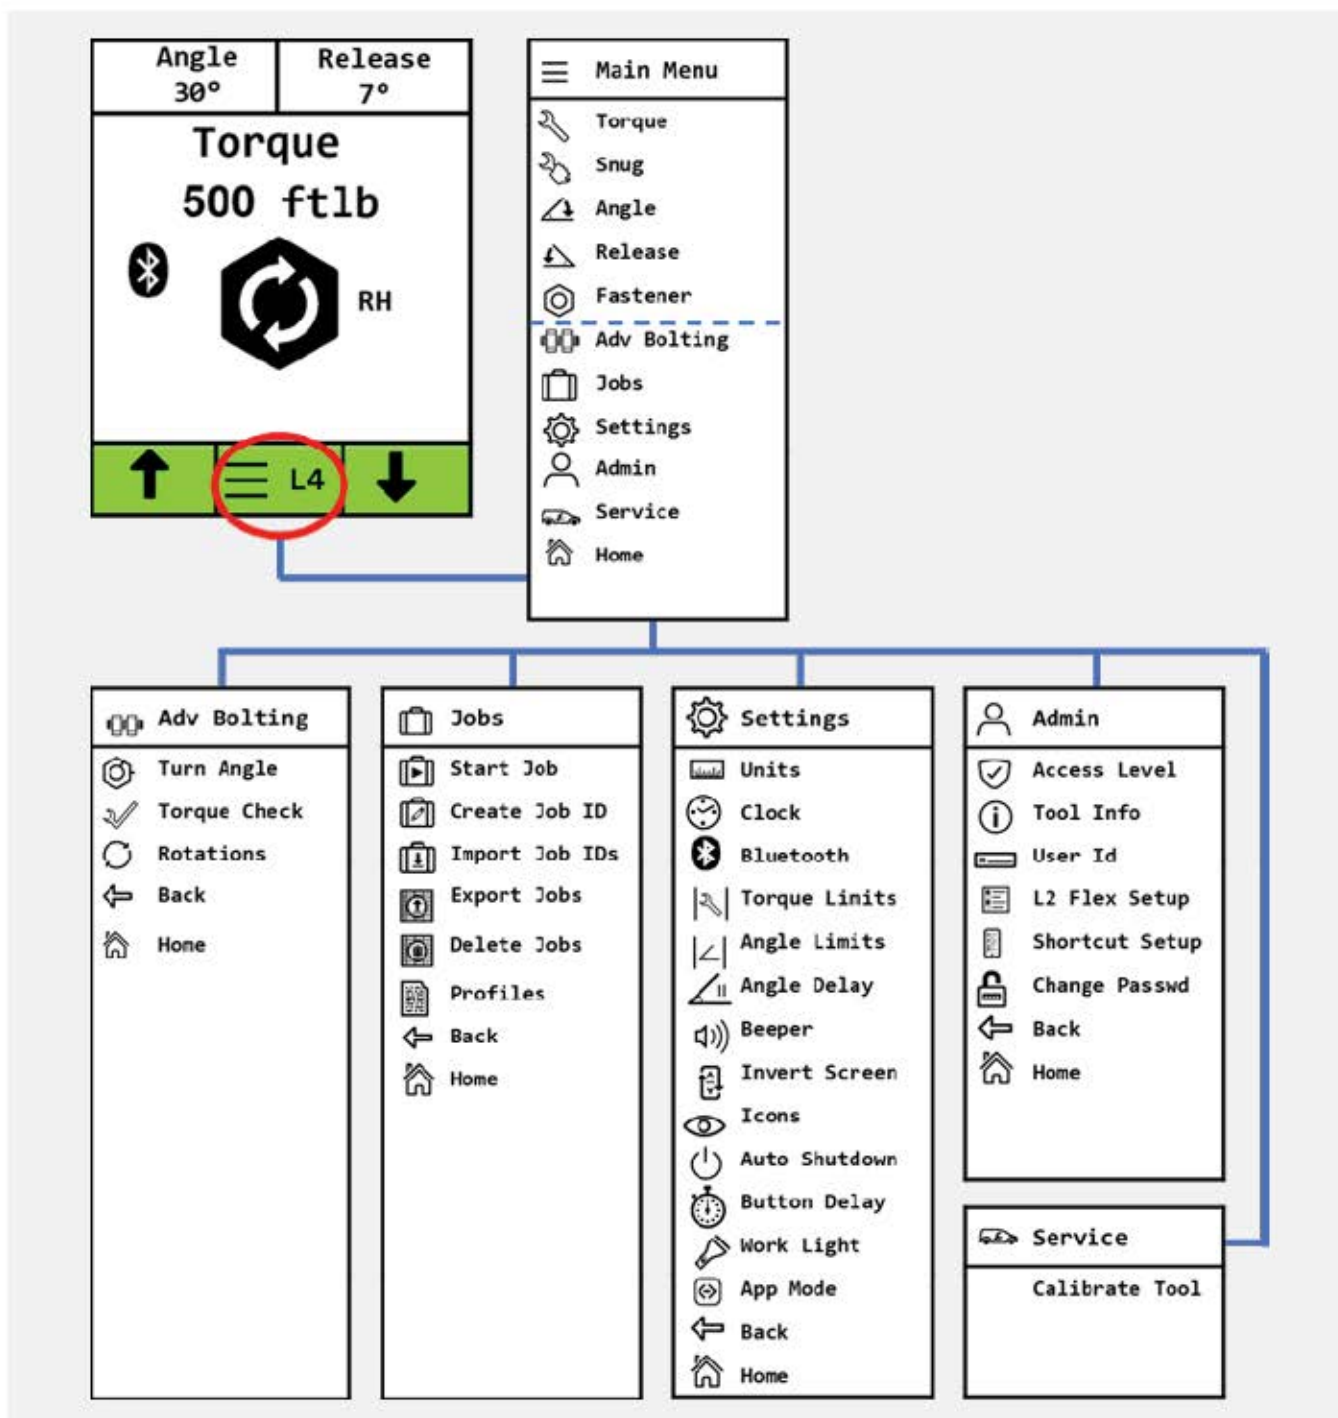 Angle
30°
Release
7°
Torque
500 ftlb
RH
L4
Main Menu
Torque
Snug
Angle
Release
Fastener
Adv Bolting
Jobs
Settings
Admin
Service
Home
Adv Bolting
Turn Angle
Torque Check
Rotations
Back
Home
Jobs
Start Job
Create Job ID
Import Job IDs
Export Jobs
Delete Jobs
Profiles
Back
Home
Settings
Units
Clock
Bluetooth
Torque Limits
Angle Limits
Angle Delay
Beeper
Invert Screen
Icons
Auto Shutdown
Button Delay
Work Light
App Mode
Back
Home
Admin
Access Level
Tool Info
User Id
L2 Flex Setup
Shortcut Setup
Change Passwd
Back
Home
Service
Calibrate Tool